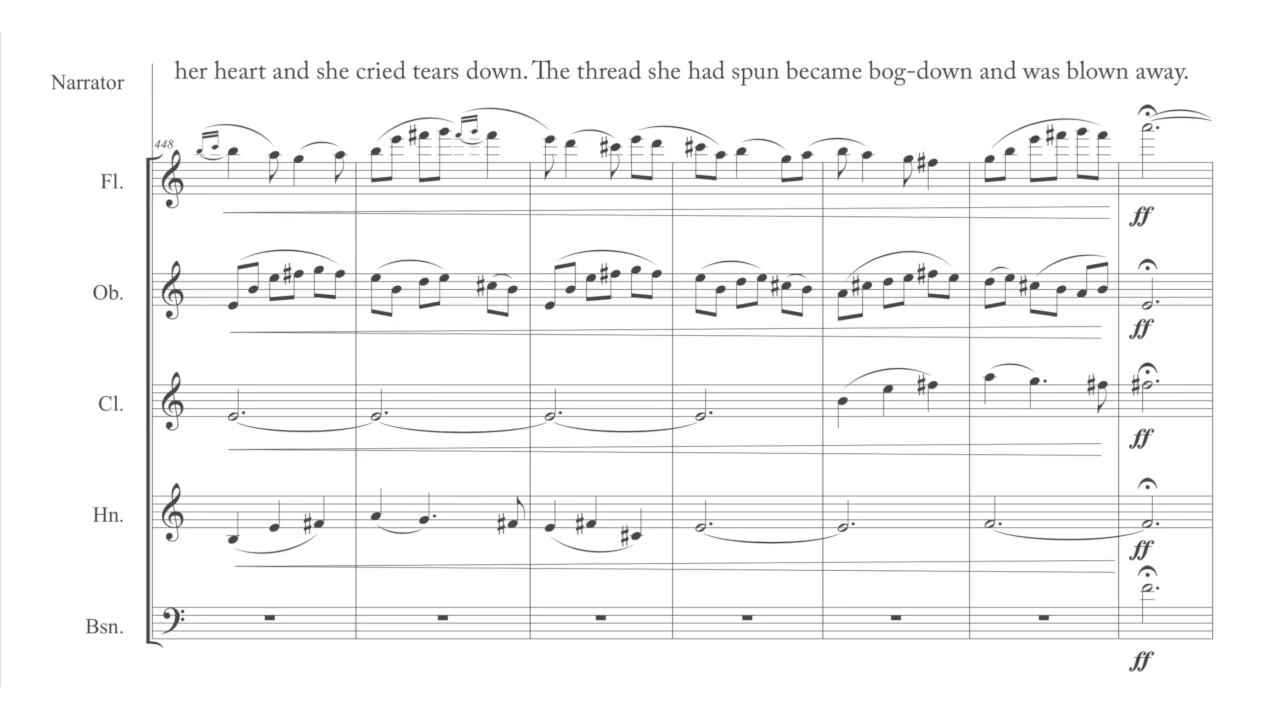 her heart and she cried tears down. The thread she had spun became bog-down and was blown away.
Narrator
448
Fl.
ff
Ob.
ff
Cl.
ff
Hn.
ff
Bsn.
ff